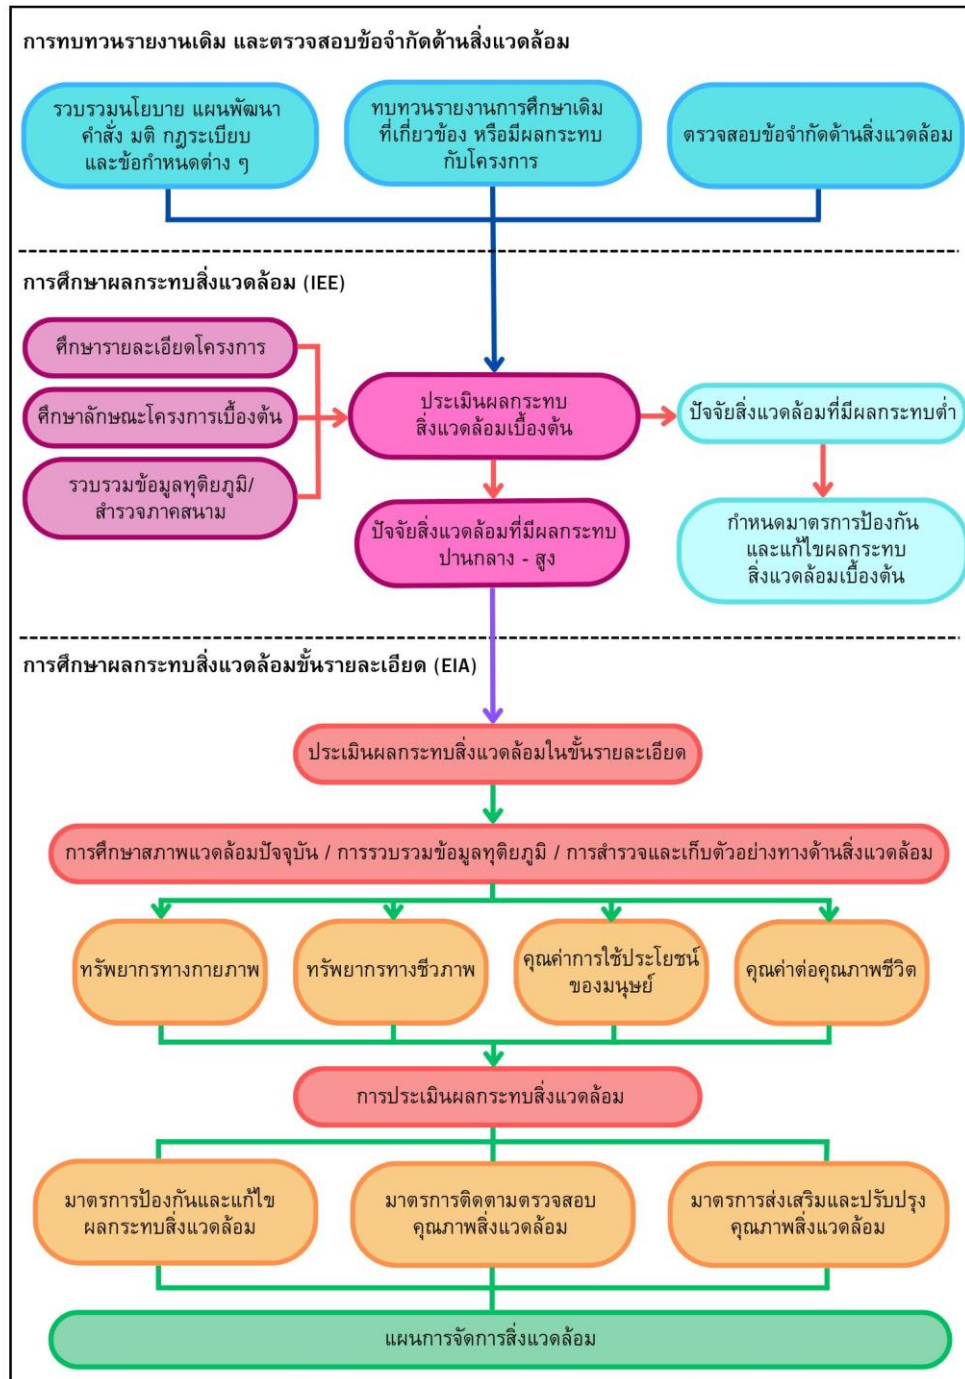 การทบทวนรายงานเดิม และตรวจสอบข้อจำกัดด้านสิ่งแวดล้อม
รวบรวมนโยบาย แผนพัฒนา
คำสั่ง มติ กฎระเบียบ
และข้อกำหนดต่าง ๆ
ทบทวนรายงานการศึกษาเดิม
ที่เกี่ยวข้อง หรือมีผลกระทบ
กับโครงการ
ตรวจสอบข้อจำกัดด้านสิ่งแวดล้อม
การศึกษาผลกระทบสิ่งแวดล้อม (IEE)
ศึกษารายละเอียดโครงการ
ศึกษาลักษณะโครงการเบื้องต้น
รวบรวมข้อมูลทุติยภูมิ/
สำรวจภาคสนาม
ประเมินผลกระทบ
สิ่งแวดล้อมเบื้องต้น
ปัจจัยสิ่งแวดล้อมที่มีผลกระทบต่ำ
ปัจจัยสิ่งแวดล้อมที่มีผลกระทบ
ปานกลาง - สูง
กำหนดมาตรการป้องกัน
และแก้ไขผลกระทบ
สิ่งแวดล้อมเบื้องต้น
การศึกษาผลกระทบสิ่งแวดล้อมขั้นรายละเอียด (EIA)
ประเมินผลกระทบสิ่งแวดล้อมในขั้นรายละเอียด
การศึกษาสภาพแวดล้อมปัจจุบัน / การรวบรวมข้อมูลทุติยภูมิ / การสำรวจและเก็บตัวอย่างทางด้านสิ่งแวดล้อม
ทรัพยากรทางกายภาพ
ทรัพยากรทางชีวภาพ
คุณค่าการใช้ประโยชน์
ของมนุษย์
คุณค่าต่อคุณภาพชีวิต
การประเมินผลกระทบสิ่งแวดล้อม
มาตรการป้องกันและแก้ไข
ผลกระทบสิ่งแวดล้อม
มาตรการติดตามตรวจสอบ
คุณภาพสิ่งแวดล้อม
มาตรการส่งเสริมและปรับปรุง
คุณภาพสิ่งแวดล้อม
แผนการจัดการสิ่งแวดล้อม